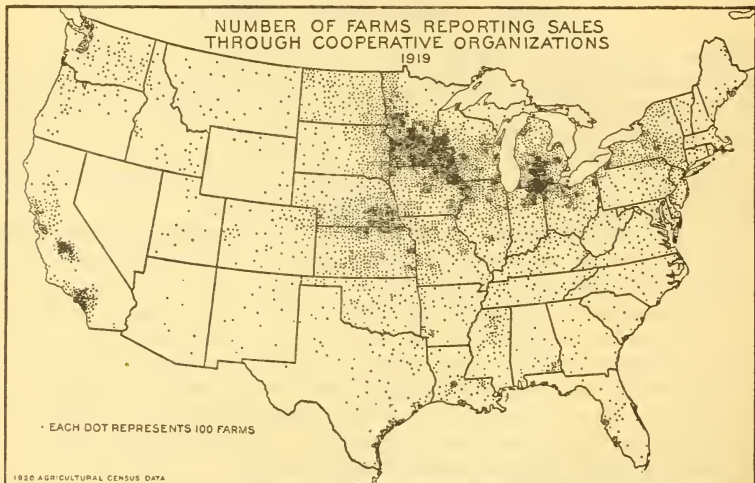 NUMBER OF FARMS REPORTING SALES
THROUGH COOPERATIVE ORGANIZATIONS
1919
• EACH DOT REPRESENTS 100 FARMS
1920 AGRICULTURAL CENSUS DATA